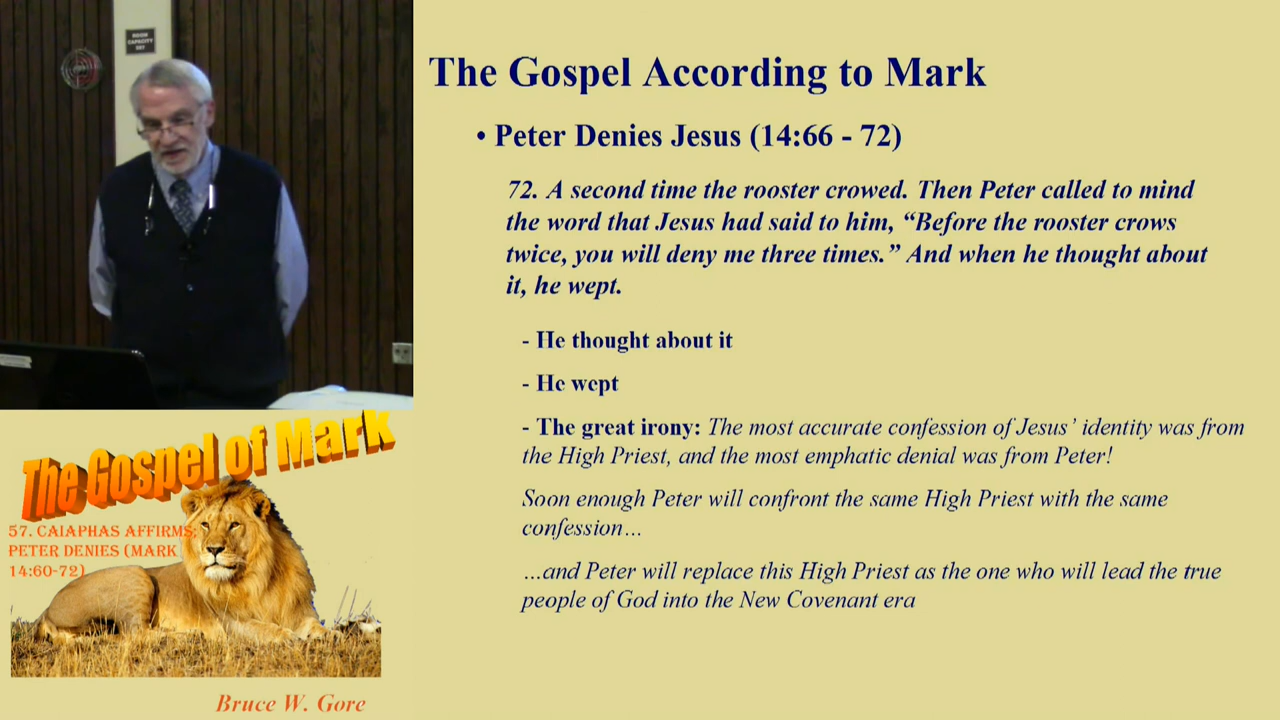 ROOM
CAPACITY
The Gospel According to Mark
• Peter Denies Jesus (14:66 - 72)
72. A second time the rooster crowed. Then Peter called to mind
the word that Jesus had said to him, “Before the rooster crows
twice, you will deny me three times.” And when he thought about
it, he wept.
- He thought about it
- He wept
- The great irony: The most accurate confession of Jesus’ identity was from
the High Priest, and the most emphatic denial was from Peter!
Soon enough Peter will confront the same High Priest with the same
confession…
…and Peter will replace this High Priest as the one who will lead the true
people of God into the New Covenant era
The Gospel of Mark
57. CAIAPHAS AFFIRMS;
PETER DENIES (MARK
14:60-72)
Bruce W. Gore